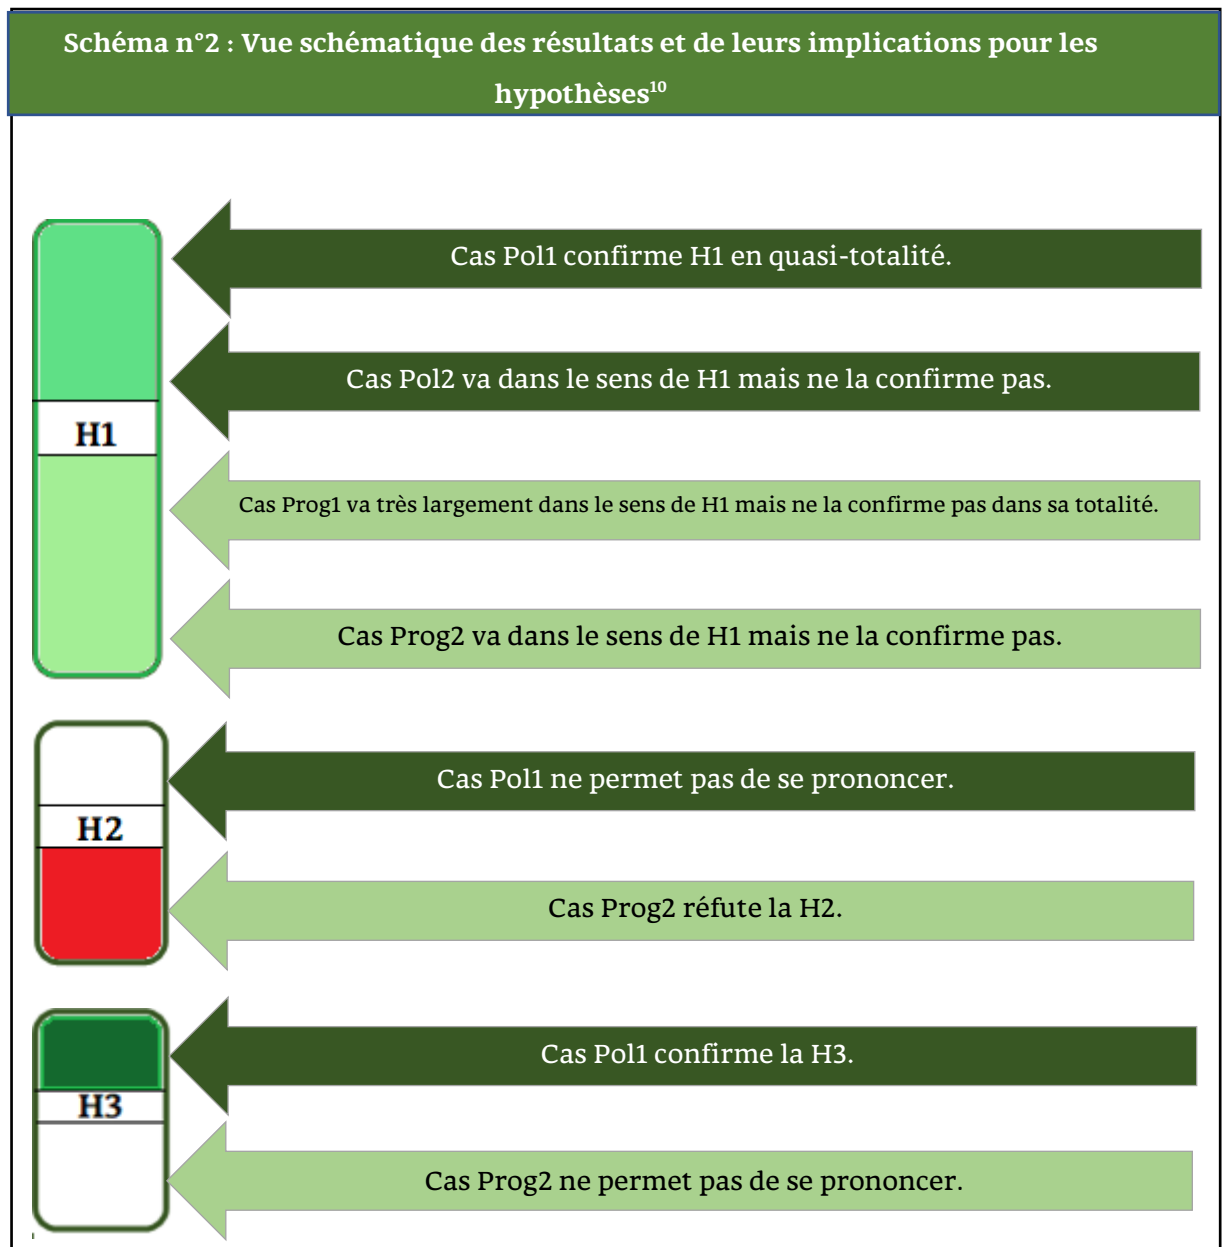 Schéma n°2 : Vue schématique des résultats et de leurs implications pour les
hypothèses¹⁰
Cas Pol1 confirme H1 en quasi-totalité.
Cas Pol2 va dans le sens de H1 mais ne la confirme pas.
H1
Cas Prog1 va très largement dans le sens de H1 mais ne la confirme pas dans sa totalité.
Cas Prog2 va dans le sens de H1 mais ne la confirme pas.
Cas Pol1 ne permet pas de se prononcer.
H2
Cas Prog2 réfute la H2.
Cas Pol1 confirme la H3.
H3
Cas Prog2 ne permet pas de se prononcer.